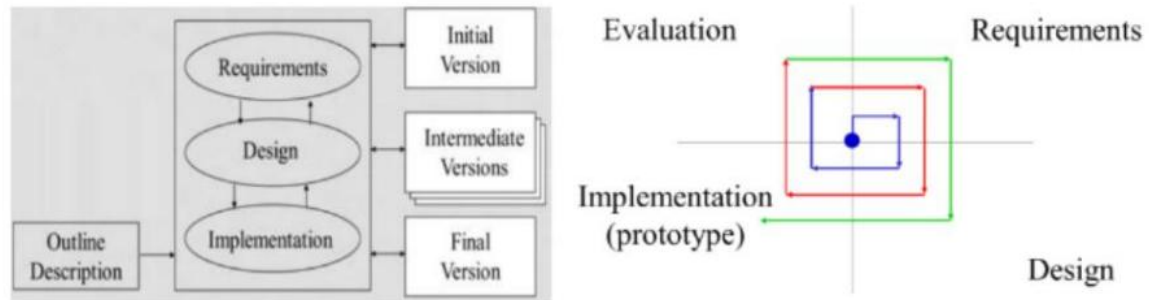 Requirements
Design
Implementation
Outline
Description
Initial
Version
Intermediate
Versions
Final
Version
Evaluation
Requirements
Implementation
(prototype)
Design